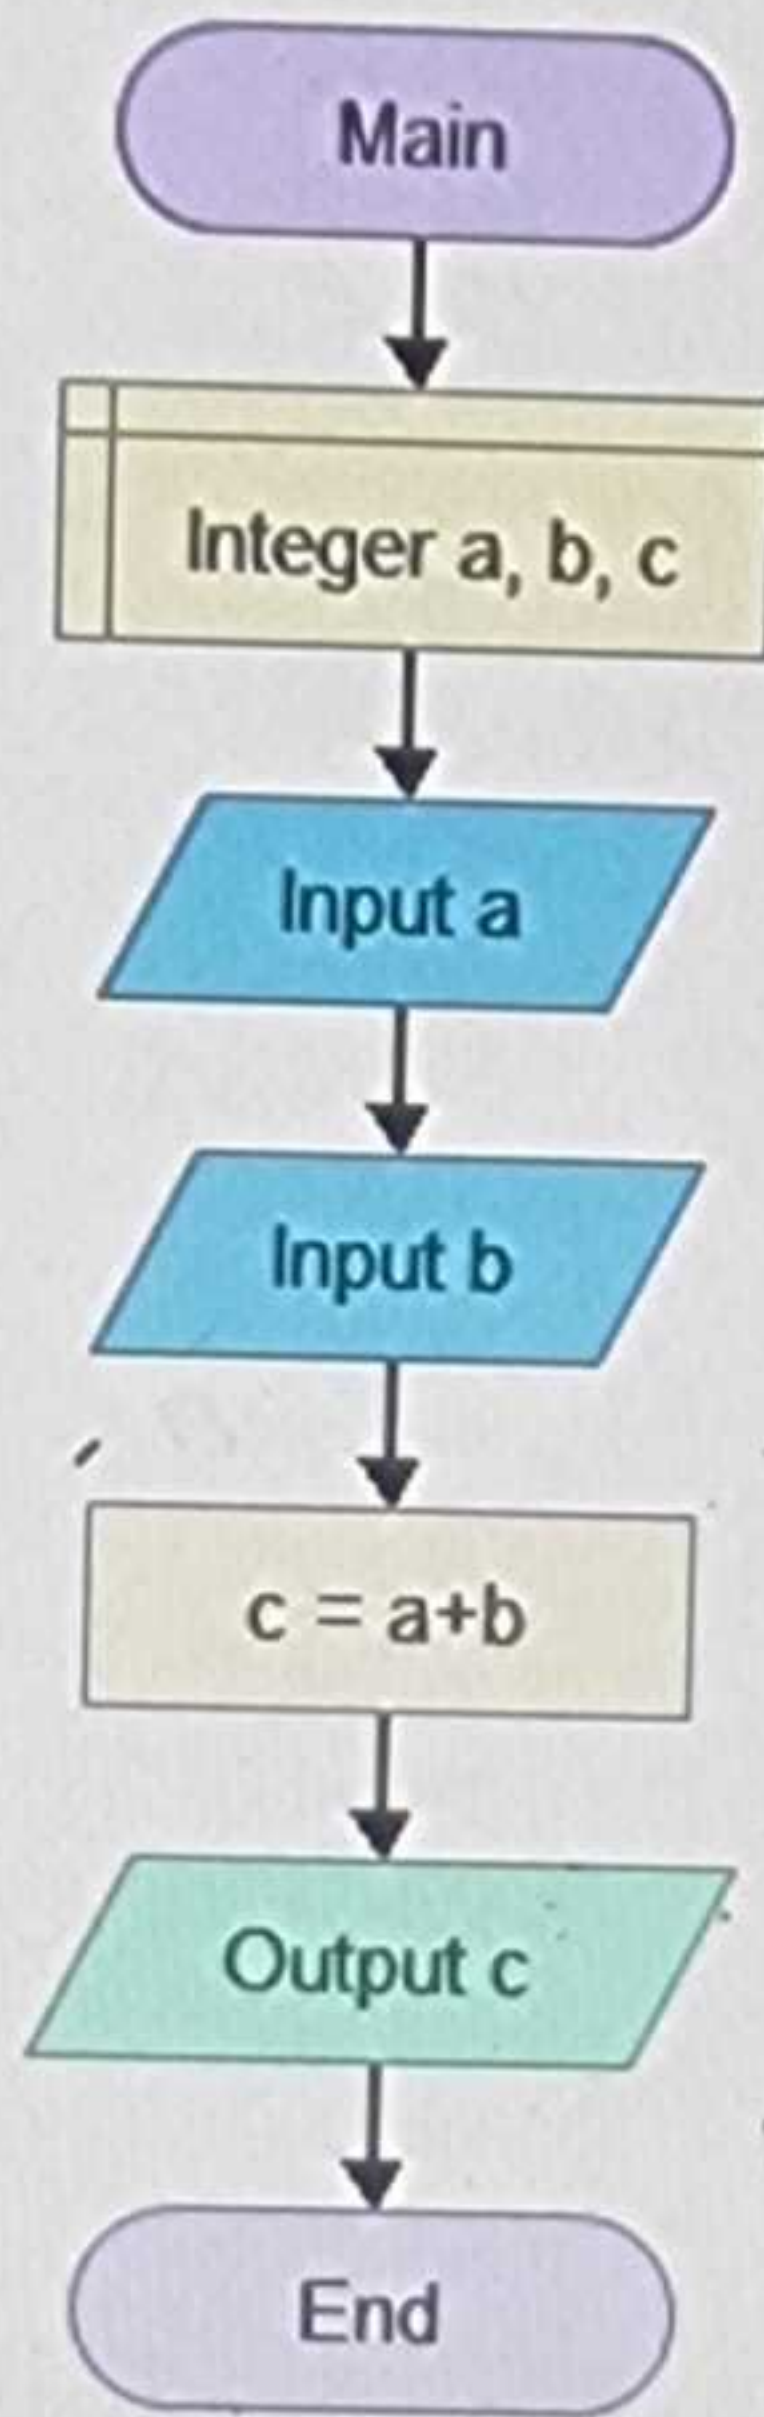 Main
Integer a, b, c
Input a
Input b
c = a+b
Output c
End